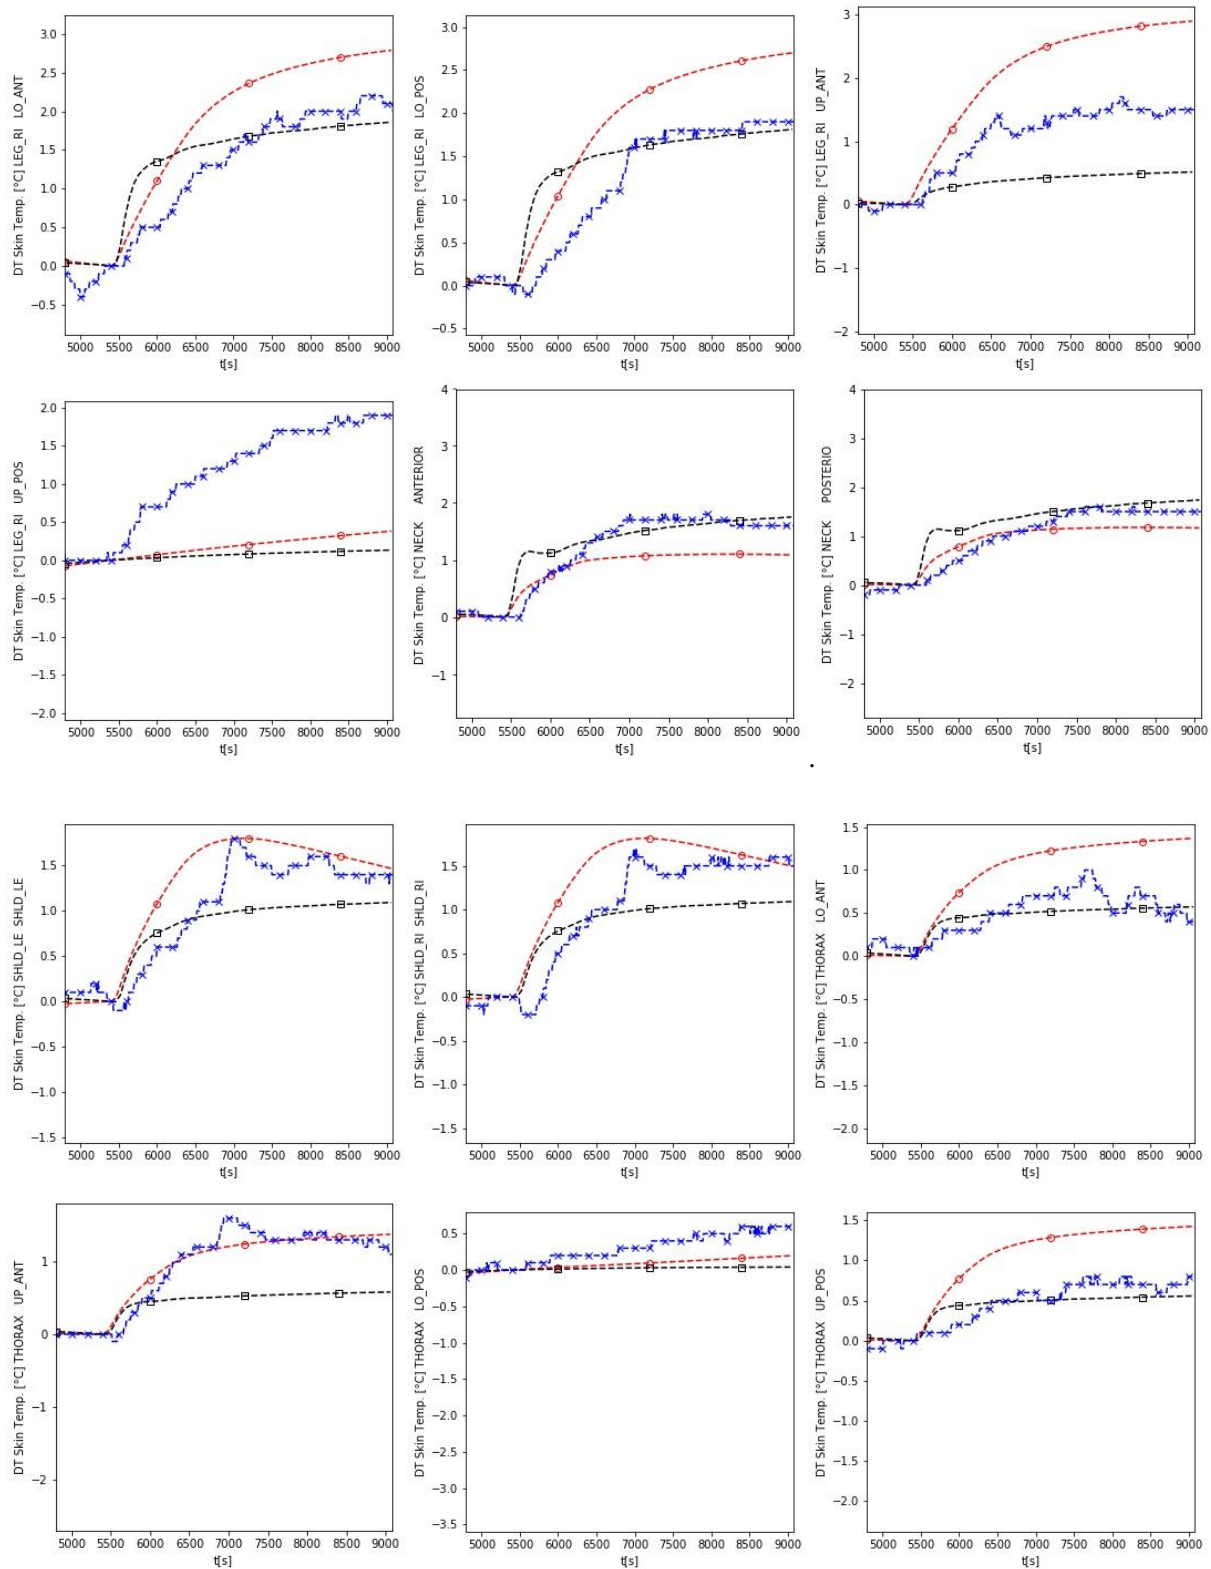 DT Skin Temp. [°C] LEG_RI LO_ANT
3.0
2.5
2.0
1.5
1.0
0.5
0.0
−0.5
5000 5500 6000 6500 7000 7500 8000 8500 9000
t[s]
DT Skin Temp. [°C] LEG_RI LO_POS
3.0
2.5
2.0
1.5
1.0
0.5
0.0
−0.5
5000 5500 6000 6500 7000 7500 8000 8500 9000
t[s]
DT Skin Temp. [°C] LEG_RI UP_ANT
3
2
1
0
−1
−2
5000 5500 6000 6500 7000 7500 8000 8500 9000
t[s]
DT Skin Temp. [°C] LEG_RI UP_POS
2.0
1.5
1.0
0.5
0.0
−0.5
−1.0
−1.5
−2.0
5000 5500 6000 6500 7000 7500 8000 8500 9000
t[s]
DT Skin Temp. [°C] NECK ANTERIOR
4
3
2
1
0
−1
5000 5500 6000 6500 7000 7500 8000 8500 9000
t[s]
DT Skin Temp. [°C] NECK POSTERIO
4
3
2
1
0
−1
−2
5000 5500 6000 6500 7000 7500 8000 8500 9000
t[s]
.
DT Skin Temp. [°C] SHLD_LE SHLD_LE
1.5
1.0
0.5
0.0
−0.5
−1.0
−1.5
5000 5500 6000 6500 7000 7500 8000 8500 9000
t[s]
DT Skin Temp. [°C] SHLD_RI SHLD_RI
1.5
1.0
0.5
0.0
−0.5
−1.0
−1.5
5000 5500 6000 6500 7000 7500 8000 8500 9000
t[s]
DT Skin Temp. [°C] THORAX LO_ANT
1.5
1.0
0.5
0.0
−0.5
−1.0
−1.5
−2.0
5000 5500 6000 6500 7000 7500 8000 8500 9000
t[s]
DT Skin Temp. [°C] THORAX UP_ANT
1
0
−1
−2
5000 5500 6000 6500 7000 7500 8000 8500 9000
t[s]
DT Skin Temp. [°C] THORAX LO_POS
0.5
0.0
−0.5
−1.0
−1.5
−2.0
−2.5
−3.0
−3.5
5000 5500 6000 6500 7000 7500 8000 8500 9000
t[s]
DT Skin Temp. [°C] THORAX UP_POS
1.5
1.0
0.5
0.0
−0.5
−1.0
−1.5
−2.0
5000 5500 6000 6500 7000 7500 8000 8500 9000
t[s]